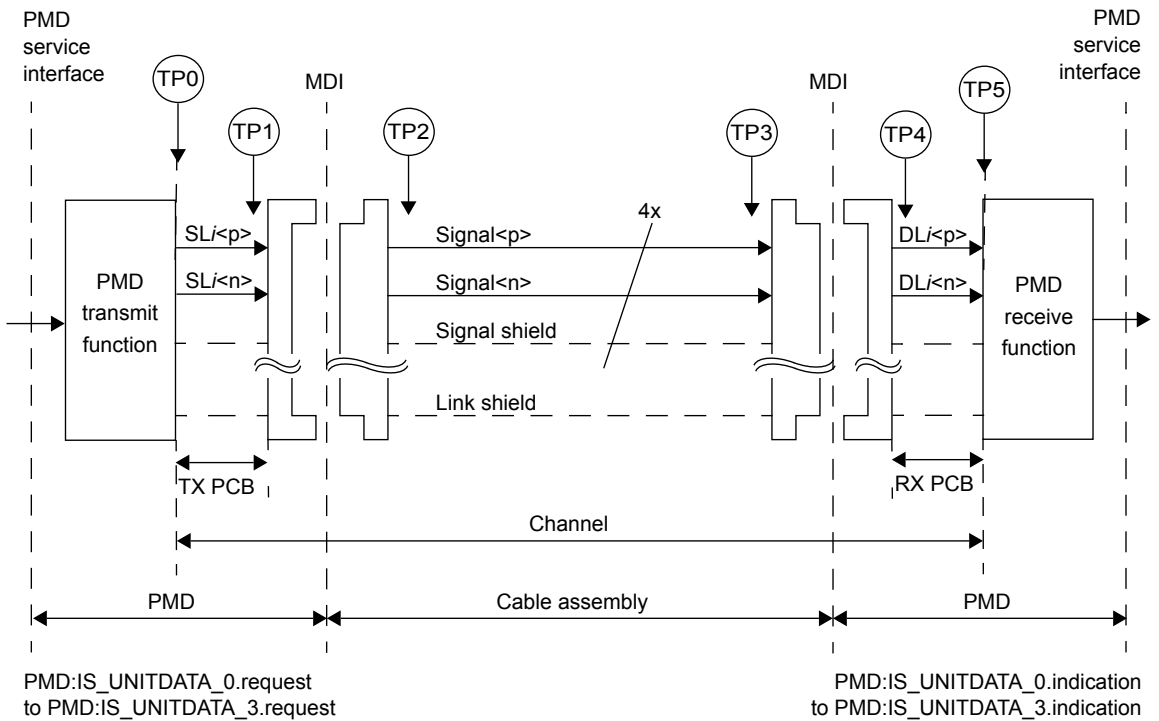 PMD
service
interface
PMD
service
interface
TP0
MDI
MDI
TP5
TP1
TP2
TP3
TP4
4x
SLi<p>
Signal<p>
DLi<p>
SLi<n>
Signal<n>
DLi<n>
PMD
transmit
function
PMD
receive
function
Signal shield
Link shield
TX PCB
RX PCB
Channel
PMD
Cable assembly
PMD
PMD:IS_UNITDATA_0.request
to PMD:IS_UNITDATA_3.request
PMD:IS_UNITDATA_0.indication
to PMD:IS_UNITDATA_3.indication